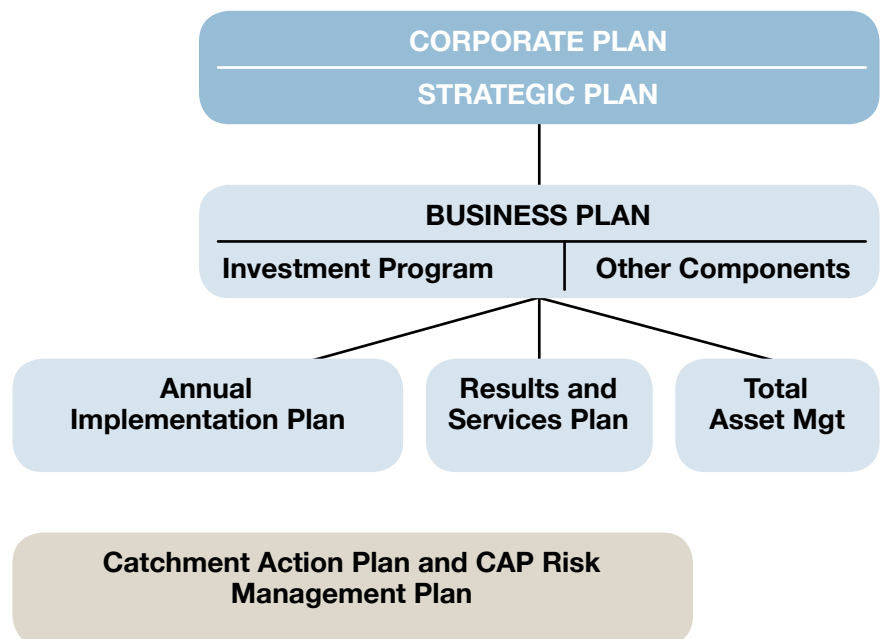 CORPORATE PLAN
STRATEGIC PLAN
BUSINESS PLAN
Investment Program
Other Components
Annual
Implementation Plan
Results and
Services Plan
Total
Asset Mgt
Catchment Action Plan and CAP Risk
Management Plan